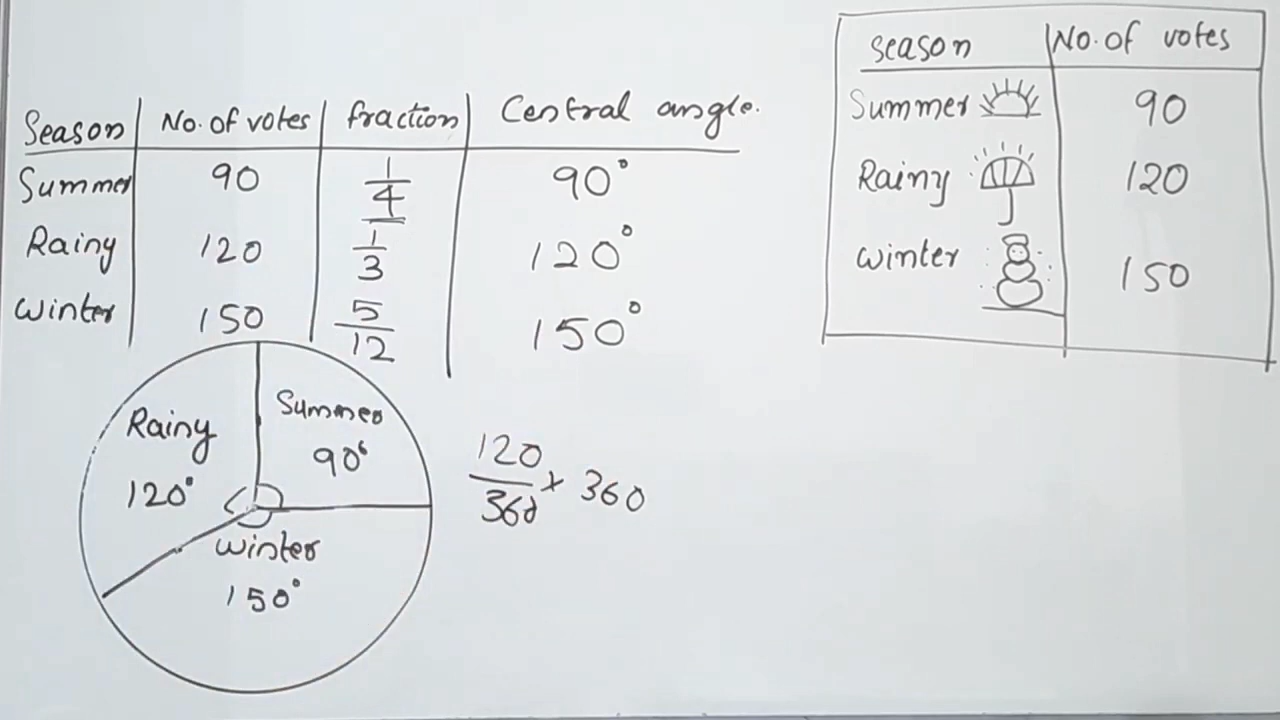 Season No. of votes fraction Central angle.
Summer 90 1/4 90°
Rainy 120 1/3 120°
Winter 150 5/12 150°
Rainy
120°
Summer
90°
Winter
150°
120/360 × 360
Season No. of votes
Summer 90
Rainy 120
Winter 150